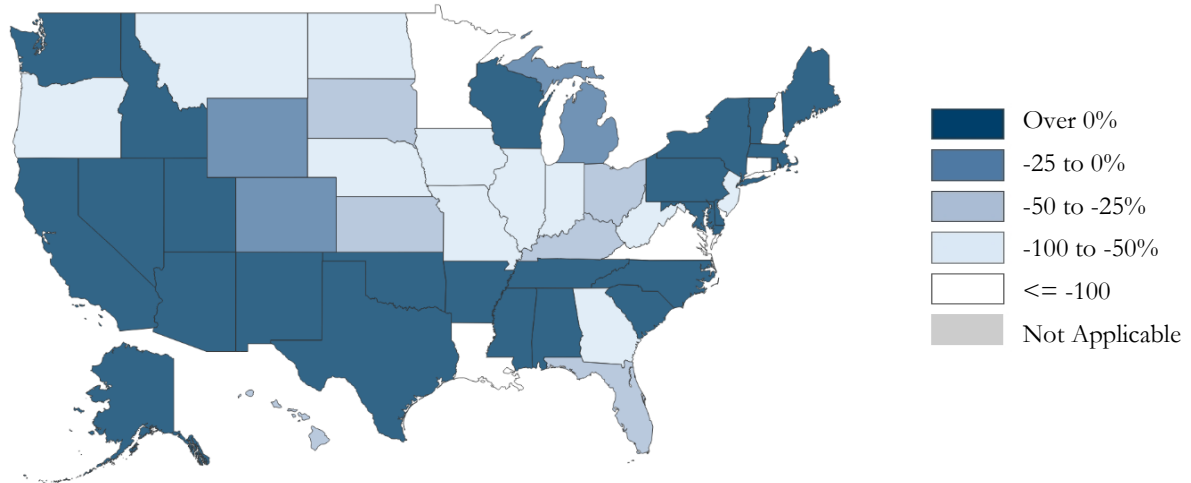 Over 0%
-25 to 0%
-50 to -25%
-100 to -50%
<= -100
Not Applicable